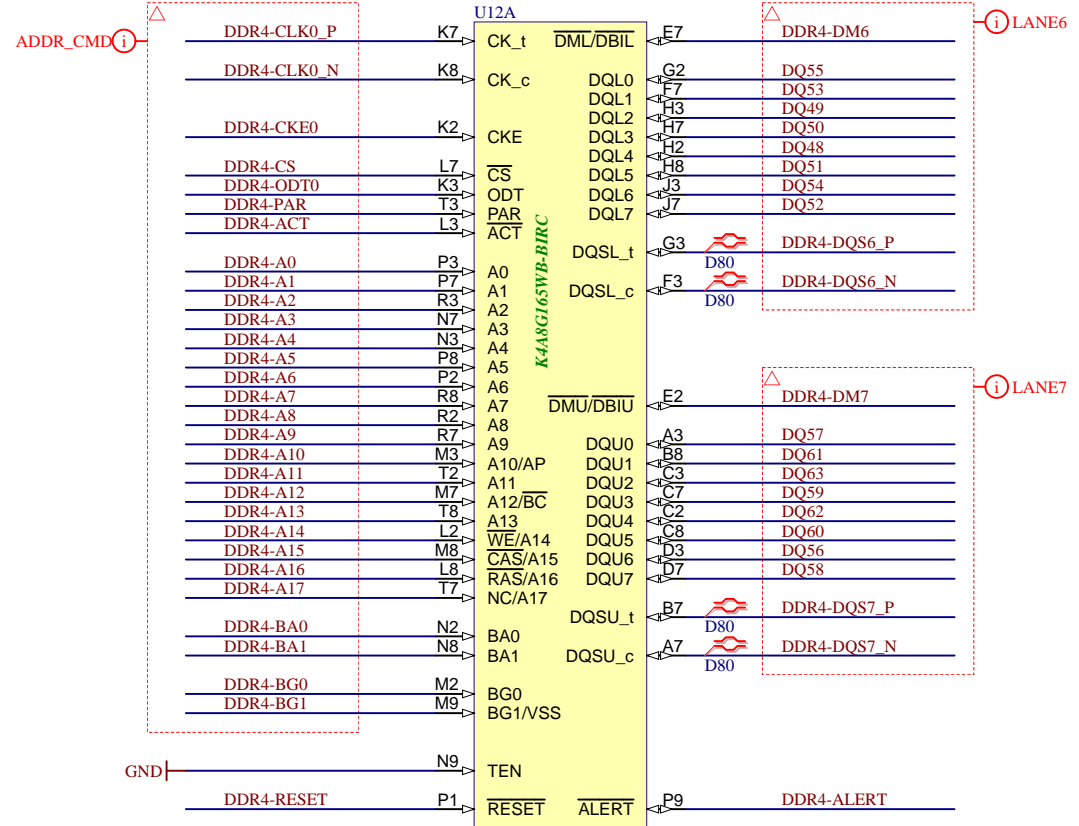 U12A
ADDR_CMD i
LANE6 i
DDR4-CLK0_P K7 CK_t DML/DBIL E7 DDR4-DM6
DDR4-CLK0_N K8 CK_c DQL0 G2 DQ55
DQL1 F7 DQ53
DQL2 H3 DQ49
DDR4-CKE0 K2 CKE DQL3 H7 DQ50
DQL4 H2 DQ48
DDR4-CS L7 CS DQL5 H8 DQ51
DDR4-ODT0 K3 ODT DQL6 J3 DQ54
DDR4-PAR T3 PAR DQL7 J7 DQ52
DDR4-ACT L3 ACT
DQSL_t G3 DDR4-DQS6_P
D80
DDR4-A0 P3 A0
DDR4-A1 P7 A1 DQSL_c F3 DDR4-DQS6_N
D80
DDR4-A2 R3 A2
DDR4-A3 N7 A3
DDR4-A4 N3 A4
DDR4-A5 P8 A5
K4A8G165WB-BIRC
DDR4-A6 P2 A6
LANE7 i
DDR4-A7 R8 A7 DMU/DBIU E2 DDR4-DM7
DDR4-A8 R2 A8
DDR4-A9 R7 A9 DQU0 A3 DQ57
DDR4-A10 M3 A10/AP DQU1 B8 DQ61
DDR4-A11 T2 A11 DQU2 C3 DQ63
DDR4-A12 M7 A12/BC DQU3 C7 DQ59
DDR4-A13 T8 A13 DQU4 C2 DQ62
DDR4-A14 L2 WE/A14 DQU5 C8 DQ60
DDR4-A15 M8 CAS/A15 DQU6 D3 DQ56
DDR4-A16 L8 RAS/A16 DQU7 D7 DQ58
DDR4-A17 T7 NC/A17
DQSU_t B7 DDR4-DQS7_P
D80
DDR4-BA0 N2 BA0
DDR4-BA1 N8 BA1 DQSU_c A7 DDR4-DQS7_N
D80
DDR4-BG0 M2 BG0
DDR4-BG1 M9 BG1/VSS
GND N9 TEN
DDR4-RESET P1 RESET ALERT P9 DDR4-ALERT